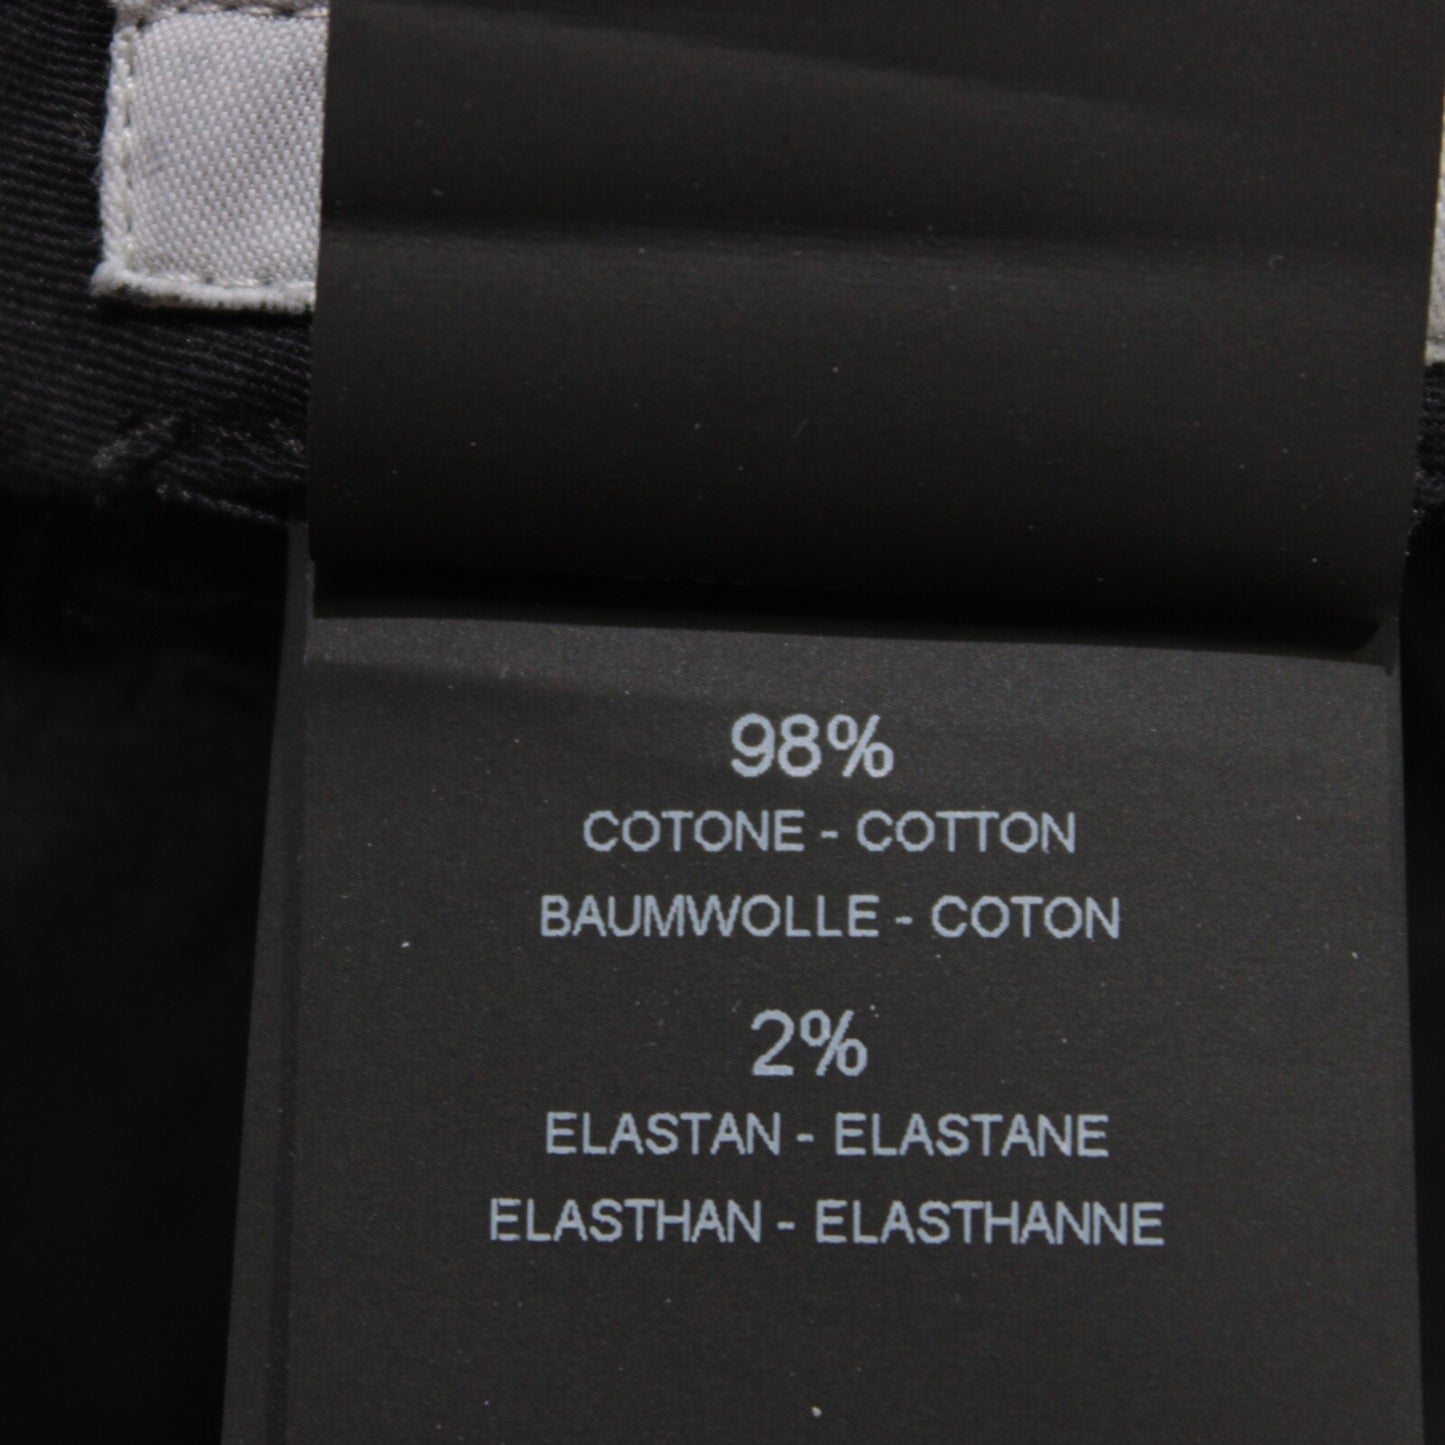 98%
COTONE - COTTON
BAUMWOLLE - COTON
2%
ELASTAN - ELASTANE
ELASTHAN - ELASTHANNE